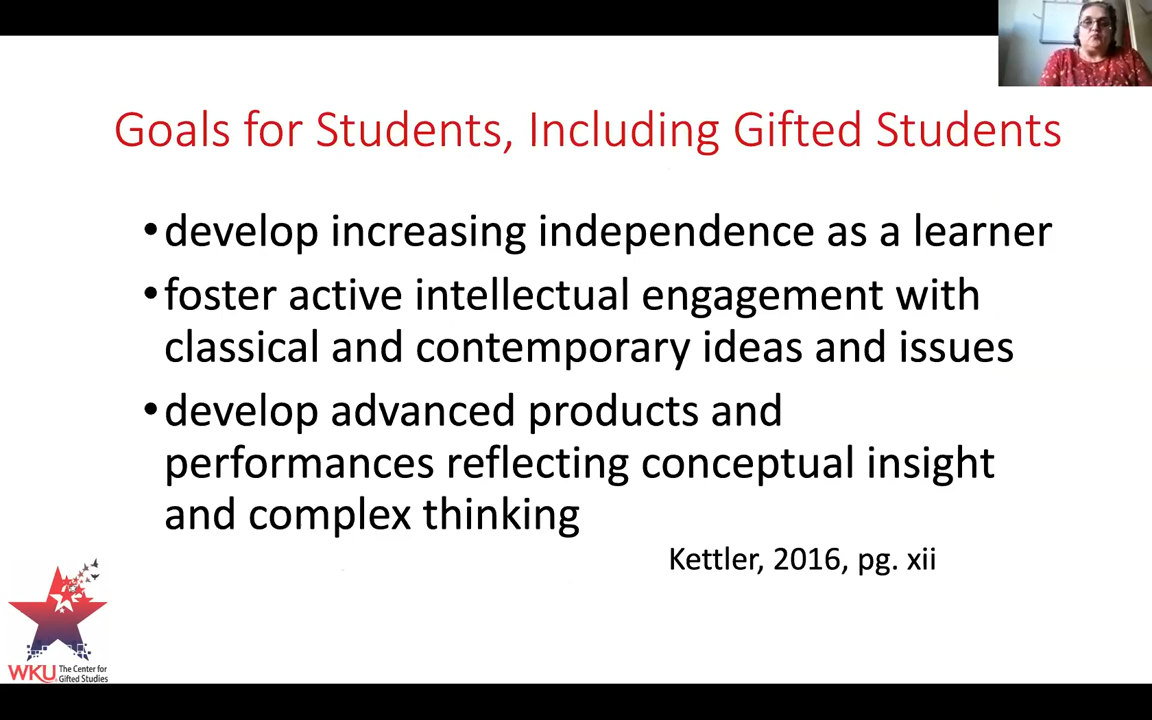 Goals for Students, Including Gifted Students
•develop increasing independence as a learner
•foster active intellectual engagement with
classical and contemporary ideas and issues
•develop advanced products and
performances reflecting conceptual insight
and complex thinking
Kettler, 2016, pg. xii
WKU The Center for
Gifted Studies